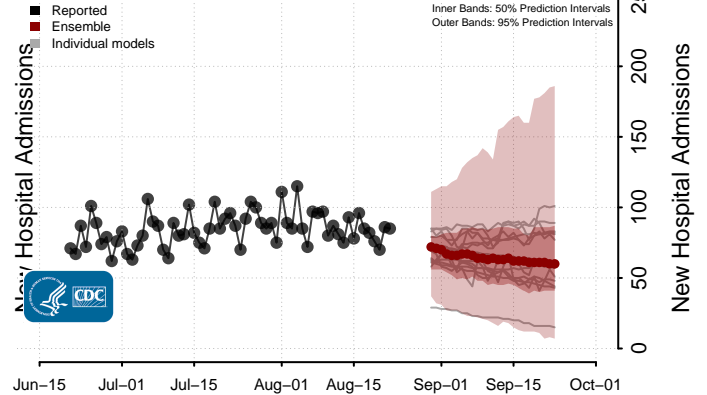 Reported
Ensemble
Individual models
Inner Bands: 50% Prediction Intervals
Outer Bands: 95% Prediction Intervals
New Hospital Admissions
CDC
200
150
100
50
0
New Hospital Admissions
Jun–15
Jul–01
Jul–15
Aug–01
Aug–15
Sep–01
Sep–15
Oct–01